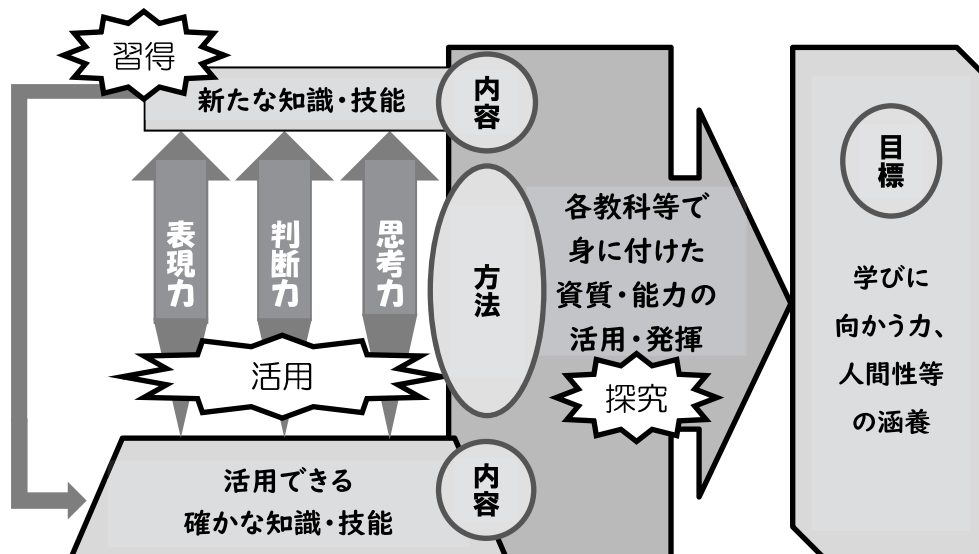 習得
新たな知識・技能
内容
表現力
判断力
思考力
方法
活用
活用できる
確かな知識・技能
内容
各教科等で
身に付けた
資質・能力の
活用・発揮
探究
目標
学びに
向かう力、
人間性等
の涵養